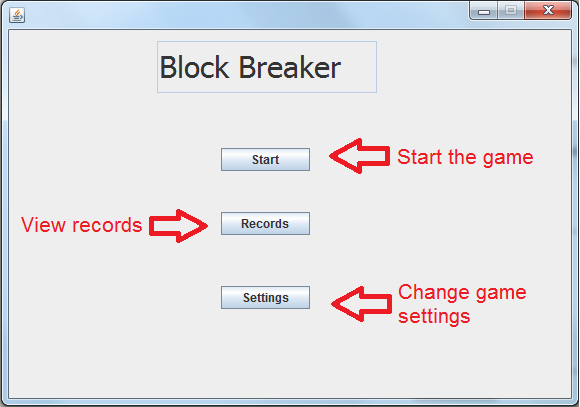 Block Breaker
Start
Start the game
View records
Records
Settings
Change game
settings